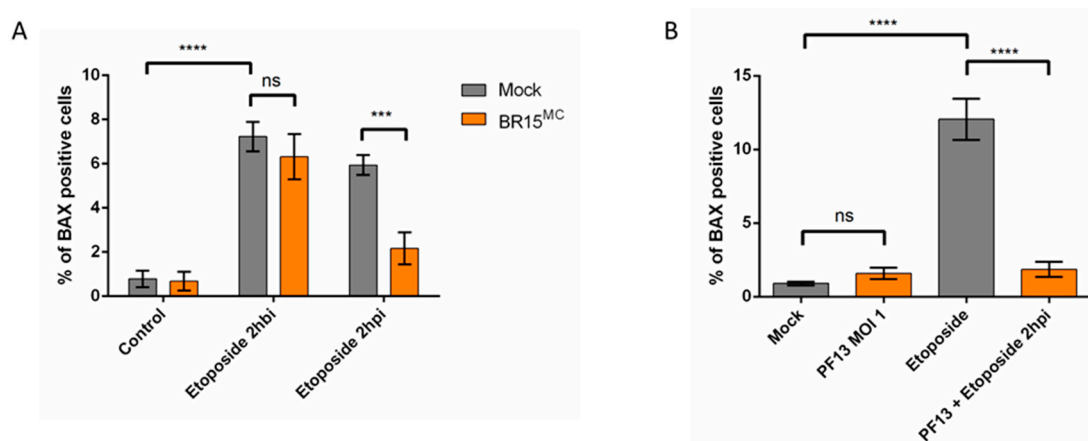 A
% of BAX positive cells
10
8
6
4
2
0
****
ns
***
Mock
BR15MC
Control
Etoposide 2hbi
Etoposide 2hpi
B
% of BAX positive cells
15
10
5
0
****
****
ns
Mock
PF13 MOI 1
Etoposide
PF13 + Etoposide 2hpi